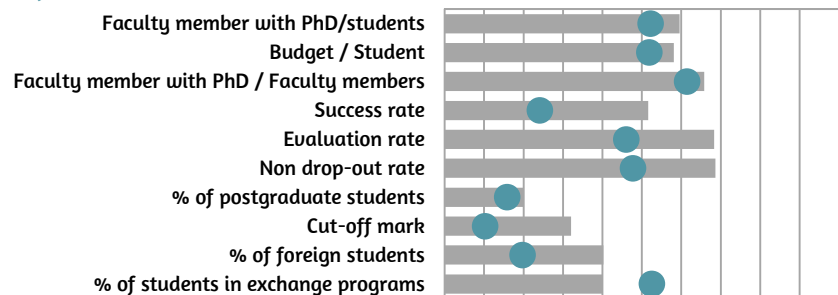 Faculty member with PhD/students
Budget / Student
Faculty member with PhD / Faculty members
Success rate
Evaluation rate
Non drop-out rate
% of postgraduate students
Cut-off mark
% of foreign students
% of students in exchange programs